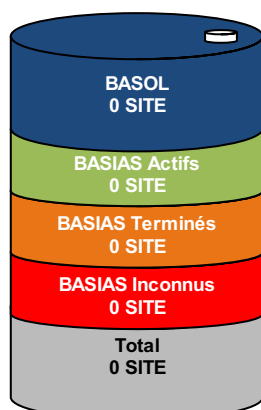 BASOL
0 SITE
BASIAS Actifs
0 SITE
BASIAS Terminés
0 SITE
BASIAS Inconnus
0 SITE
Total
0 SITE